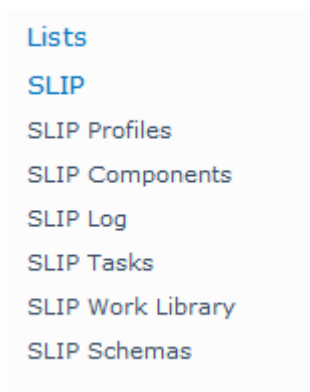 Lists
SLIP
SLIP Profiles
SLIP Components
SLIP Log
SLIP Tasks
SLIP Work Library
SLIP Schemas